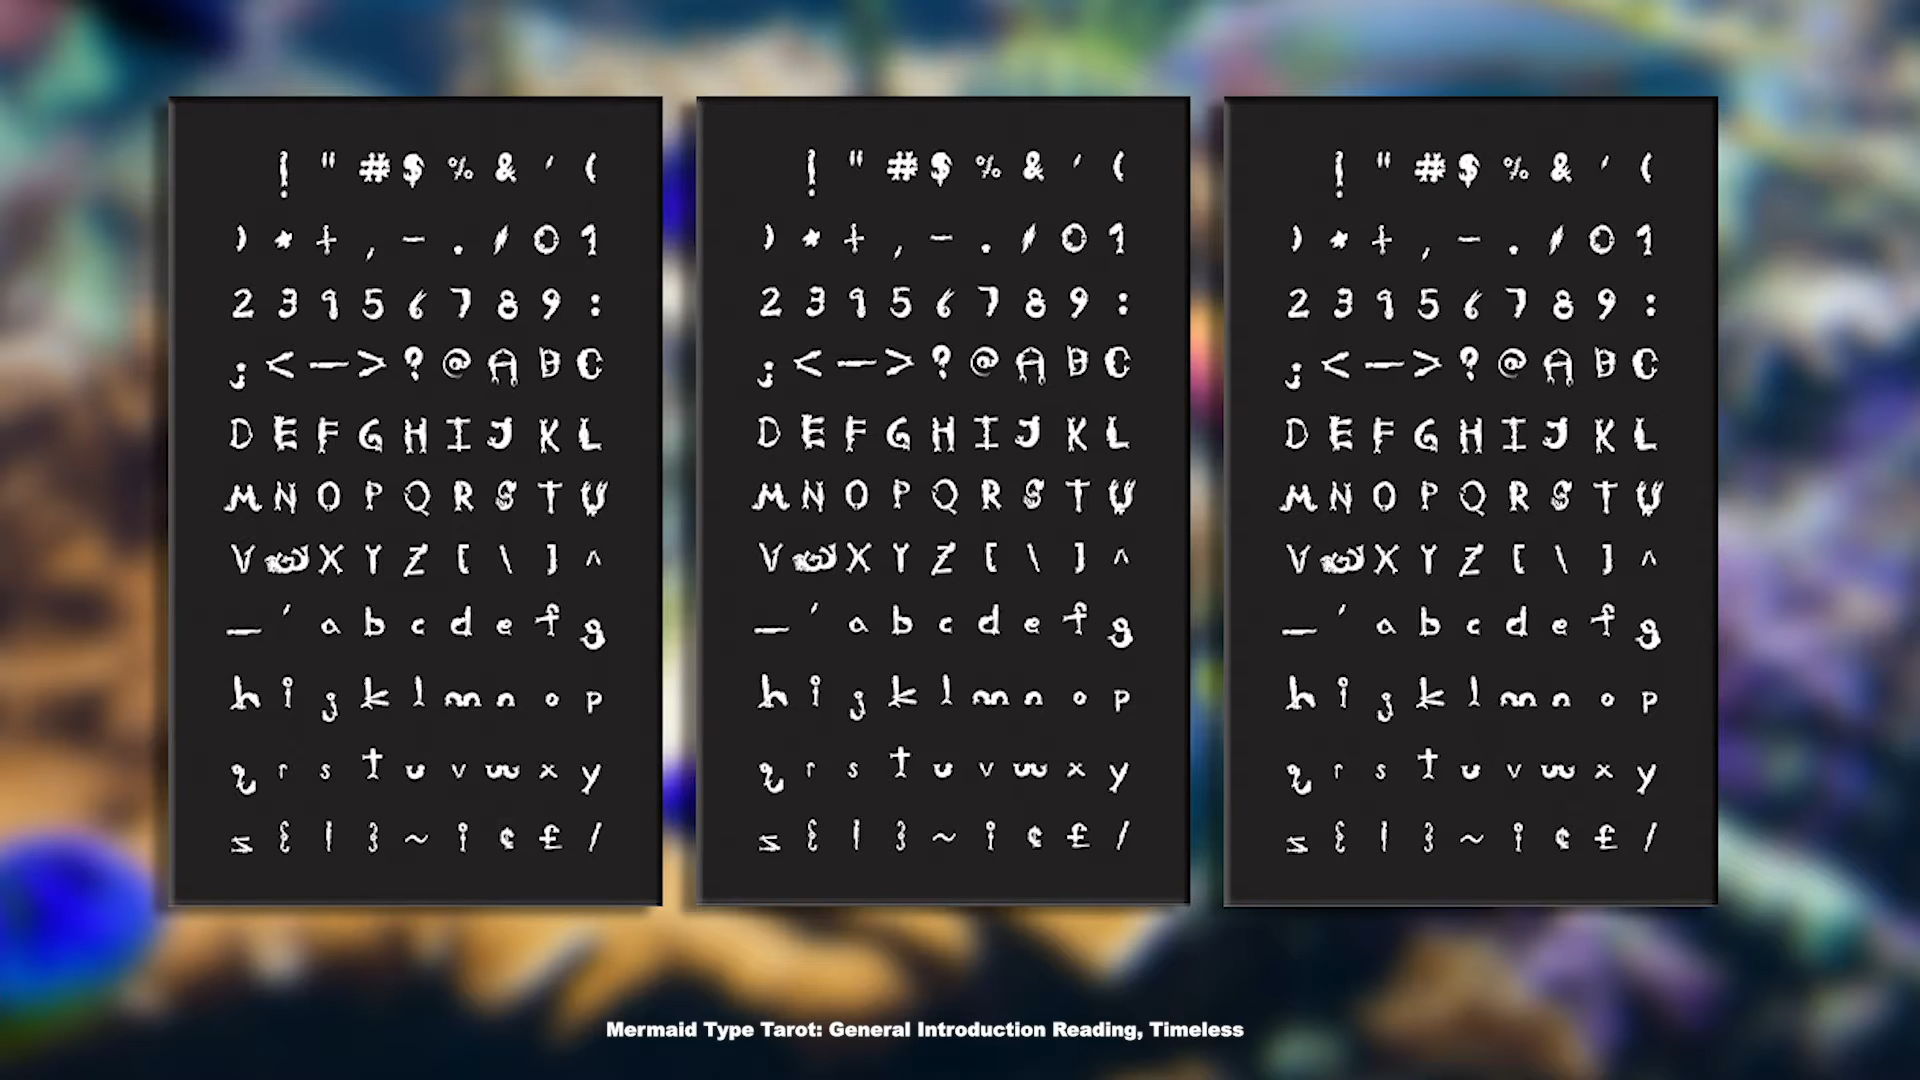 ! " # $ % & ' (
) * + , - . / 0 1
2 3 4 5 6 7 8 9 :
; < — > ? @ A B C
D E F G H I J K L
M N O P Q R S T U
V W X Y Z [ \ ] ^
_ ' a b c d e f g
h i j k l m n o p
q r s t u v w x y
z { | } ~ ¡ ¢ £ /
! " # $ % & ' (
) * + , - . / 0 1
2 3 4 5 6 7 8 9 :
; < — > ? @ A B C
D E F G H I J K L
M N O P Q R S T U
V W X Y Z [ \ ] ^
_ ' a b c d e f g
h i j k l m n o p
q r s t u v w x y
z { | } ~ ¡ ¢ £ /
! " # $ % & ' (
) * + , - . / 0 1
2 3 4 5 6 7 8 9 :
; < — > ? @ A B C
D E F G H I J K L
M N O P Q R S T U
V W X Y Z [ \ ] ^
_ ' a b c d e f g
h i j k l m n o p
q r s t u v w x y
z { | } ~ ¡ ¢ £ /
Mermaid Type Tarot: General Introduction Reading, Timeless